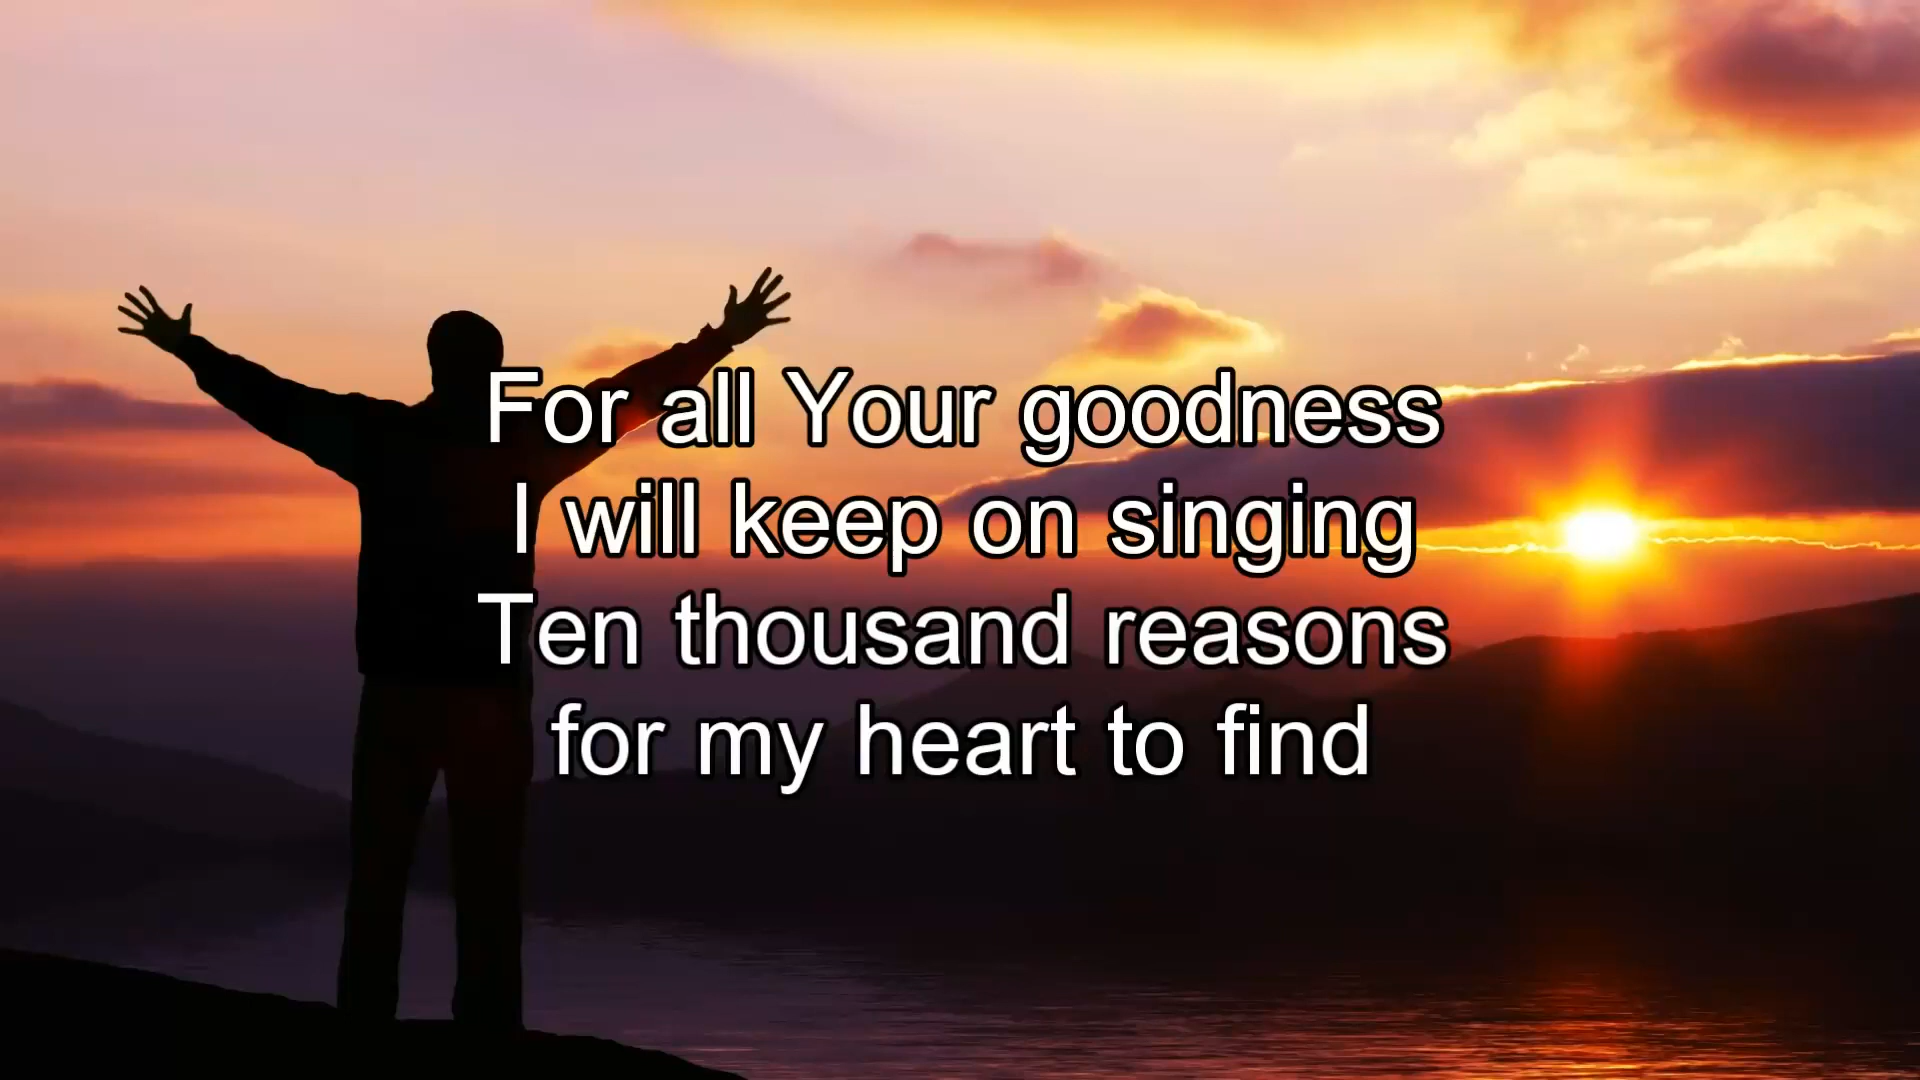 For all Your goodness
I will keep on singing
Ten thousand reasons
for my heart to find